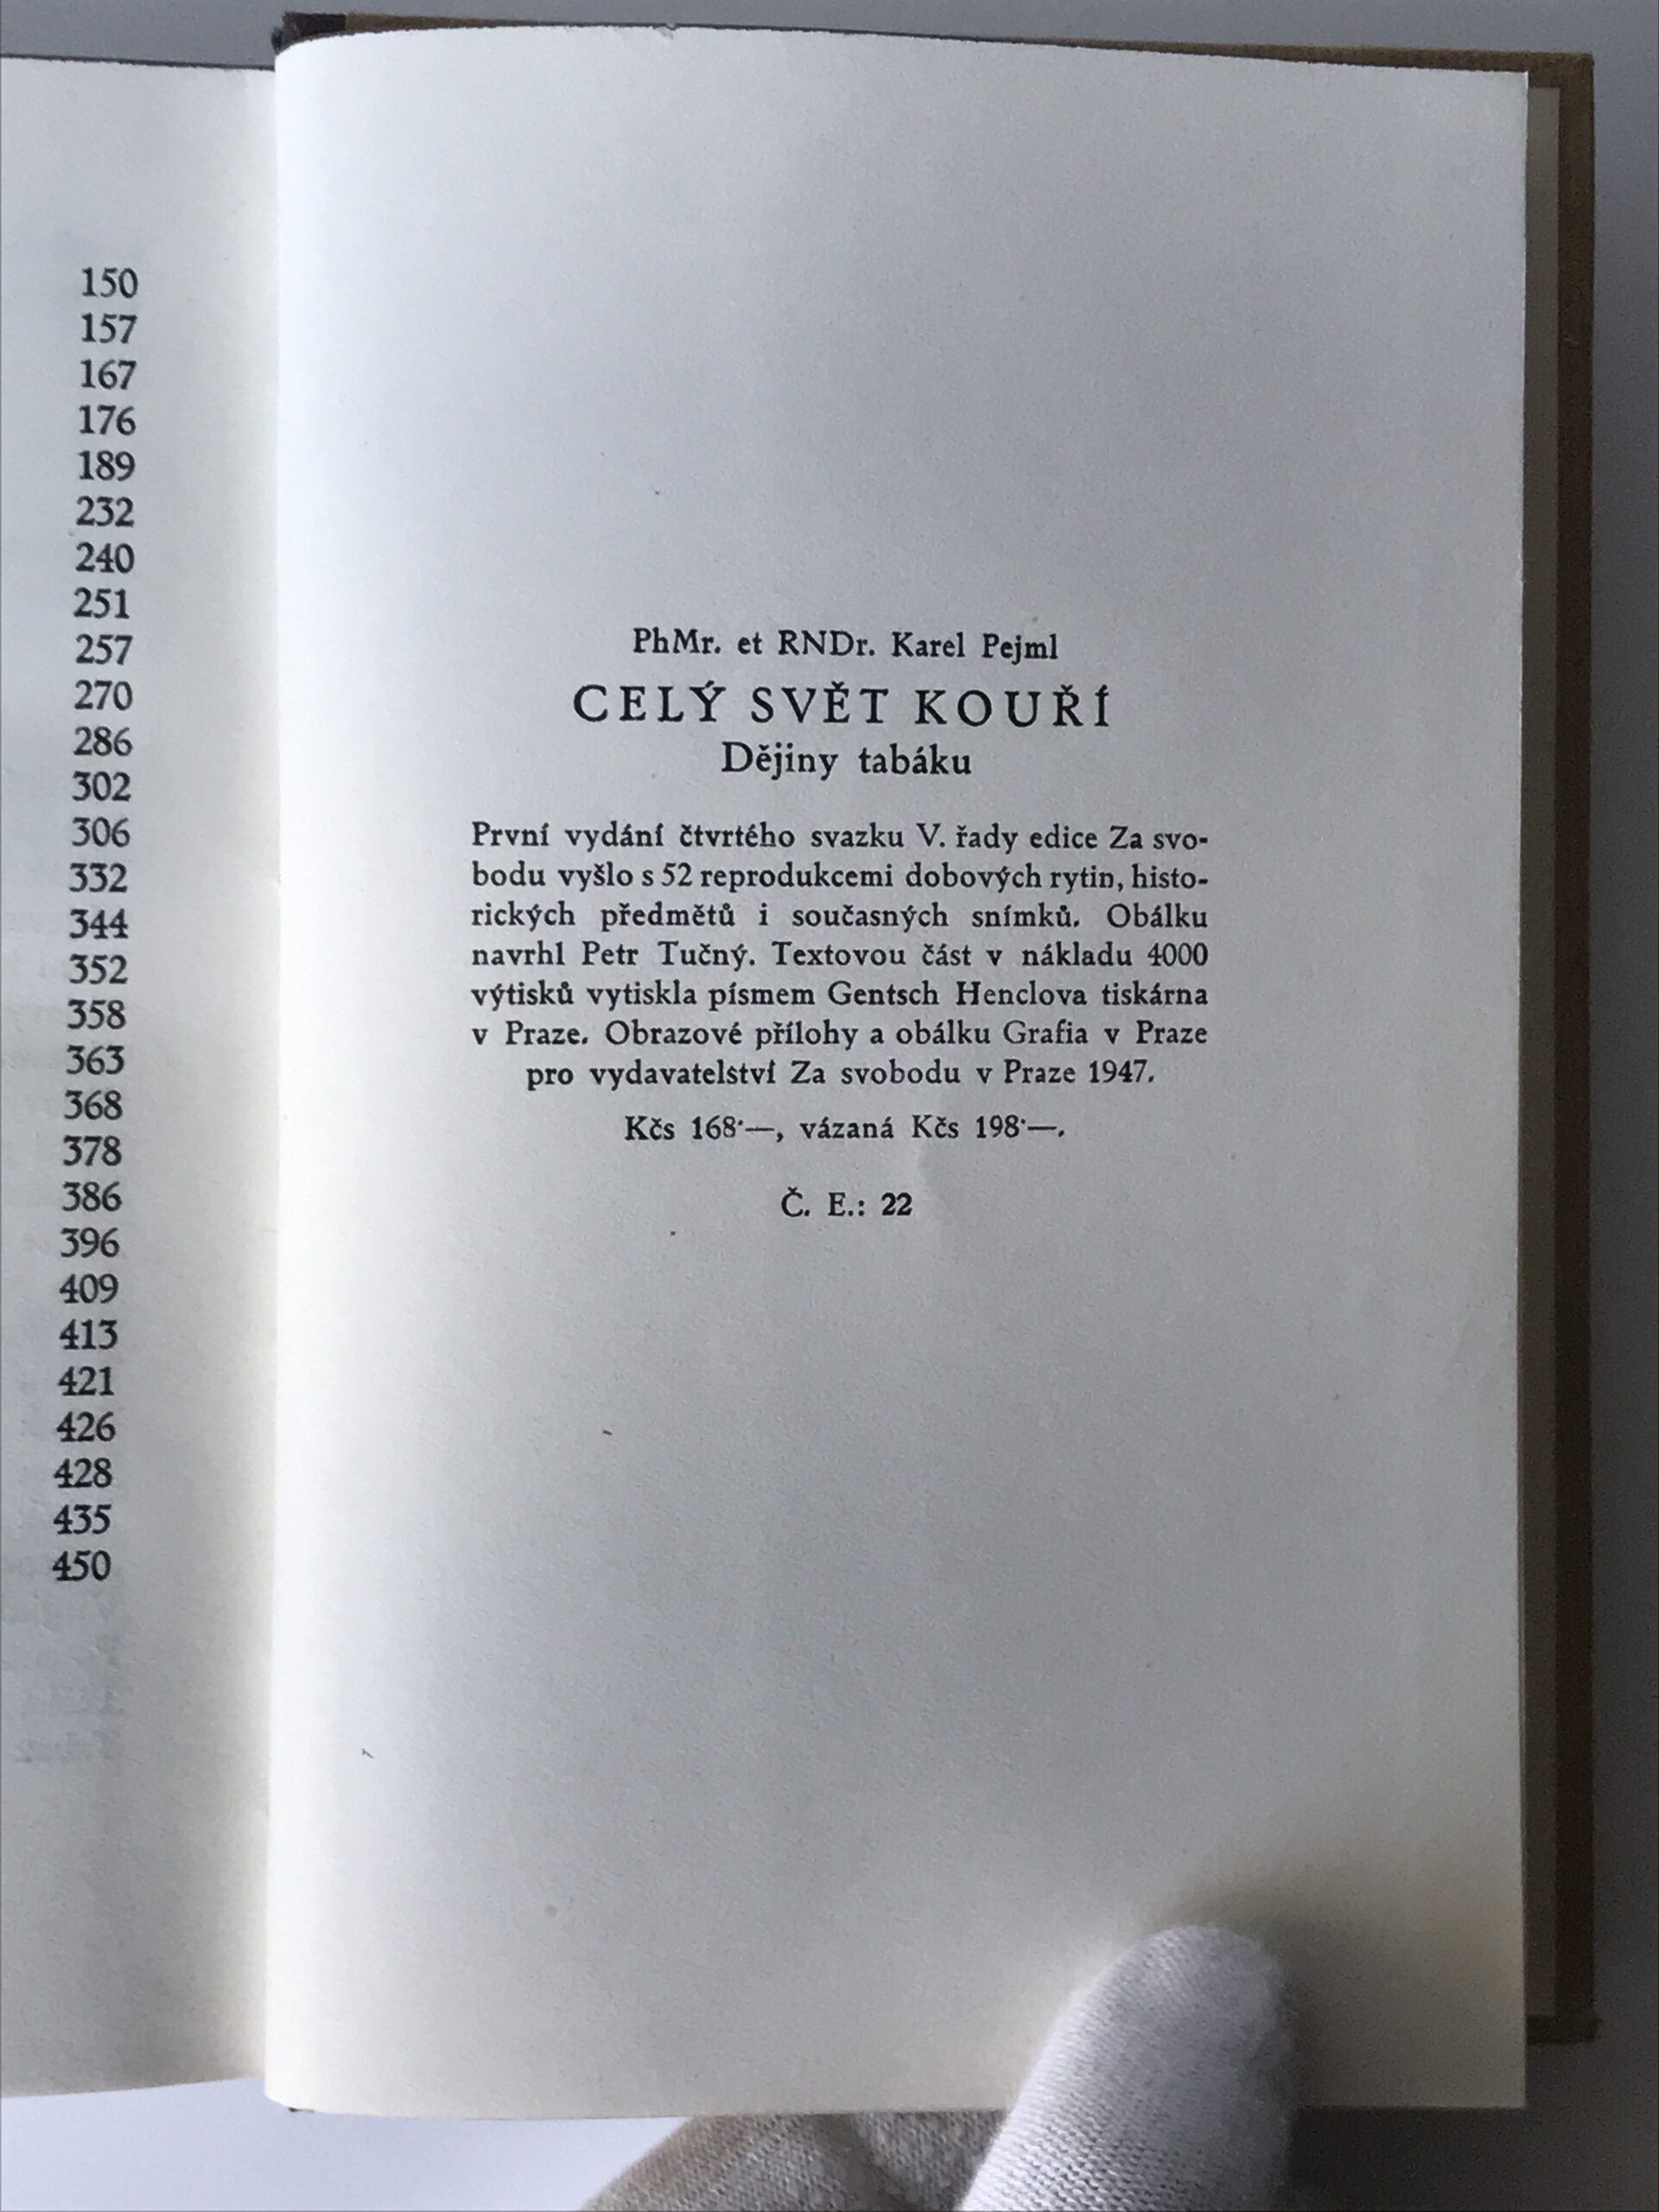 150
157
167
176
189
232
240
251
257
270
286
302
306
332
344
352
358
363
368
378
386
396
409
413
421
426
428
435
450
PhMr. et RNDr. Karel Pejml
CELÝ SVĚT KOUŘÍ
Dějiny tabáku
První vydání čtvrtého svazku V. řady edice Za svo-
bodu vyšlo s 52 reprodukcemi dobových rytin, histo-
rických předmětů i současných snímků. Obálku
navrhl Petr Tučný. Textovou část v nákladu 4000
výtisků vytiskla písmem Gentsch Henclova tiskárna
v Praze. Obrazové přílohy a obálku Grafia v Praze
pro vydavatelství Za svobodu v Praze 1947.
Kčs 168·—, vázaná Kčs 198·—.
Č. E.: 22